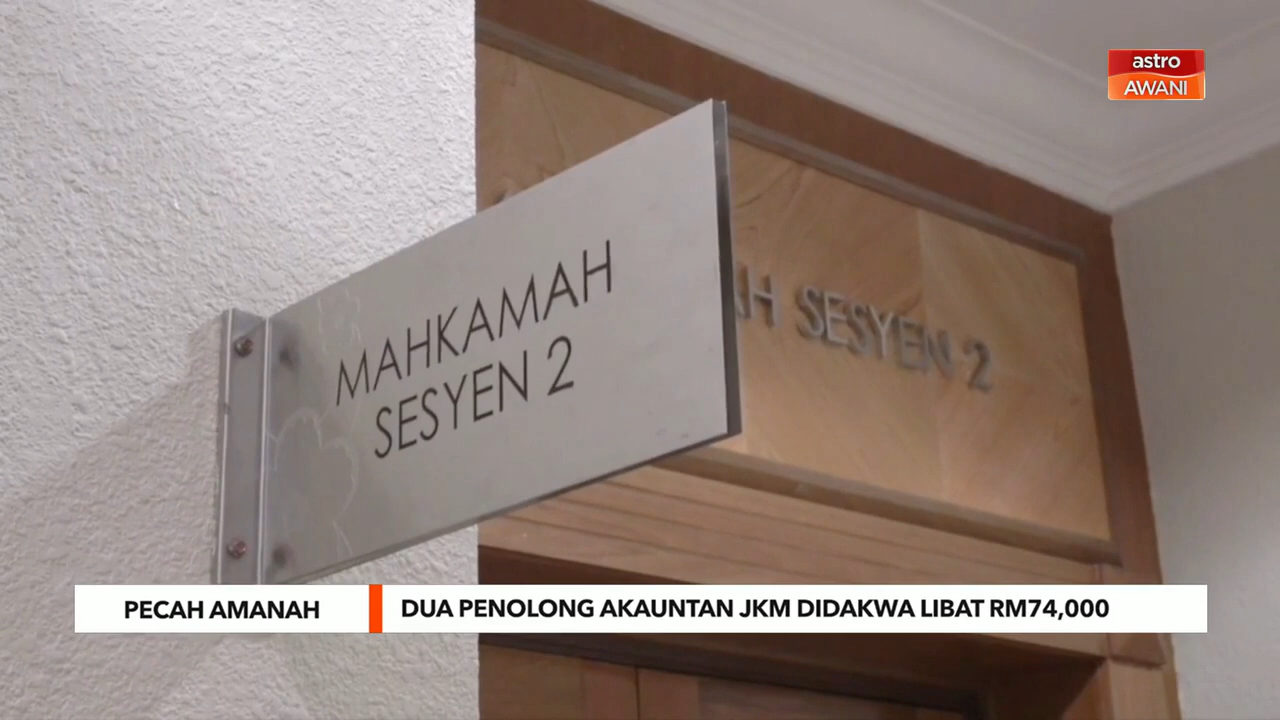 astro
AWANI
MAHKAMAH
SESYEN 2
SESYEN 2
PECAH AMANAH
DUA PENOLONG AKAUNTAN JKM DIDAKWA LIBAT RM74,000